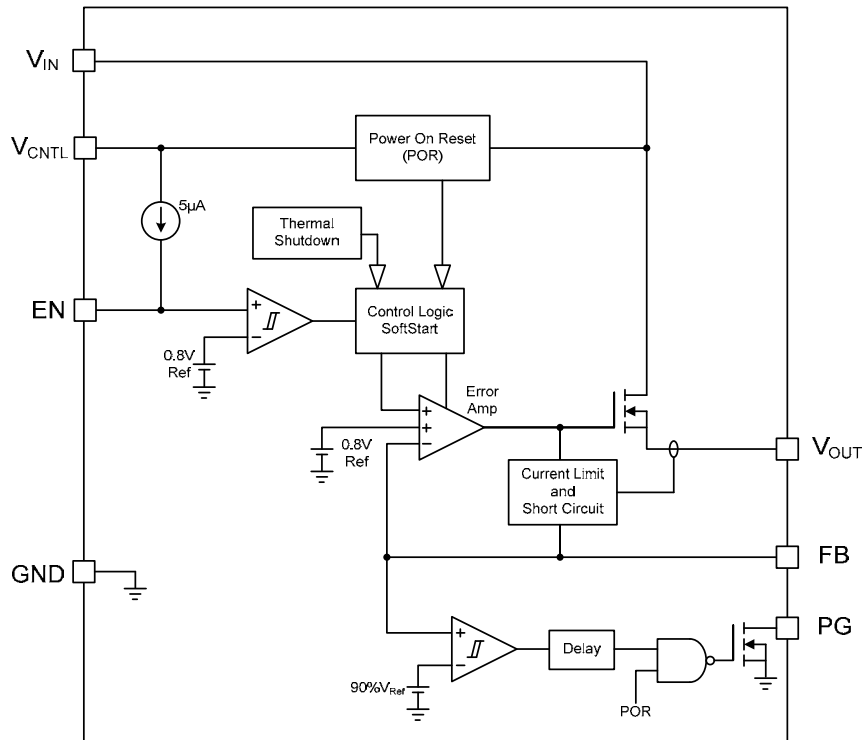 VIN
VCNTL
Power On Reset
(POR)
5µA
Thermal
Shutdown
EN
+
−
Control Logic
SoftStart
0.8V
Ref
Error
Amp
+
+
−
0.8V
Ref
VOUT
Current Limit
and
Short Circuit
FB
GND
PG
+
−
Delay
90%VRef
POR